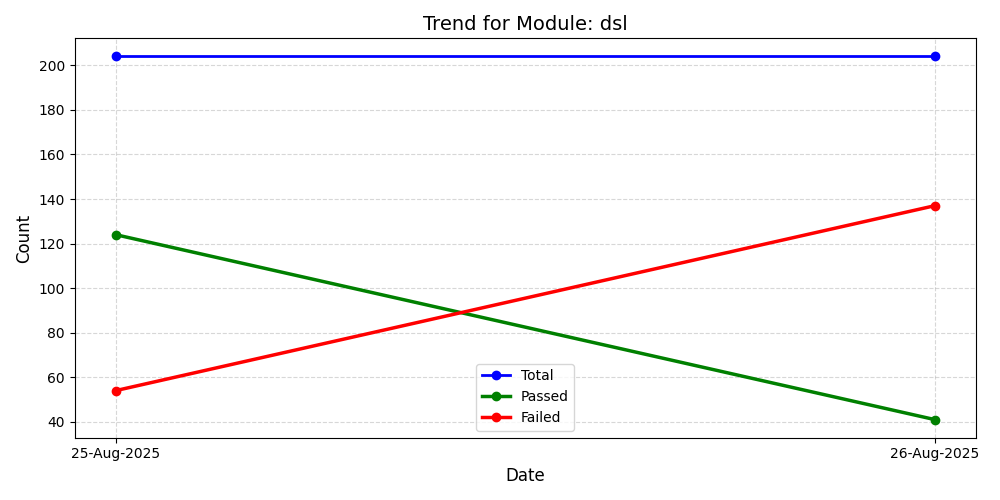 Trend for Module: dsl
Count
200
180
160
140
120
100
80
60
40
Total
Passed
Failed
25-Aug-2025
26-Aug-2025
Date